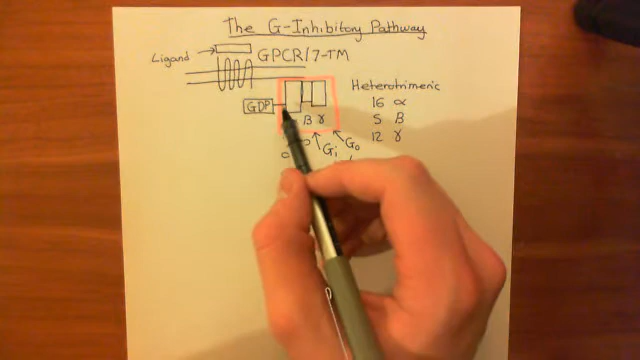 The G-Inhibitory Pathway
Ligand
GPCR/7-TM
Heterotrimeric
GDP
16 α
β γ
5 β
12 γ
Gi
Go